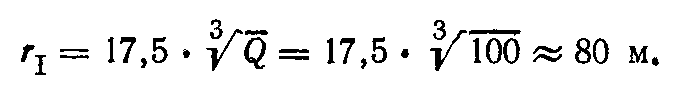 r_I = 17,5 · ∛Q = 17,5 · ∛100 ≈ 80 м.